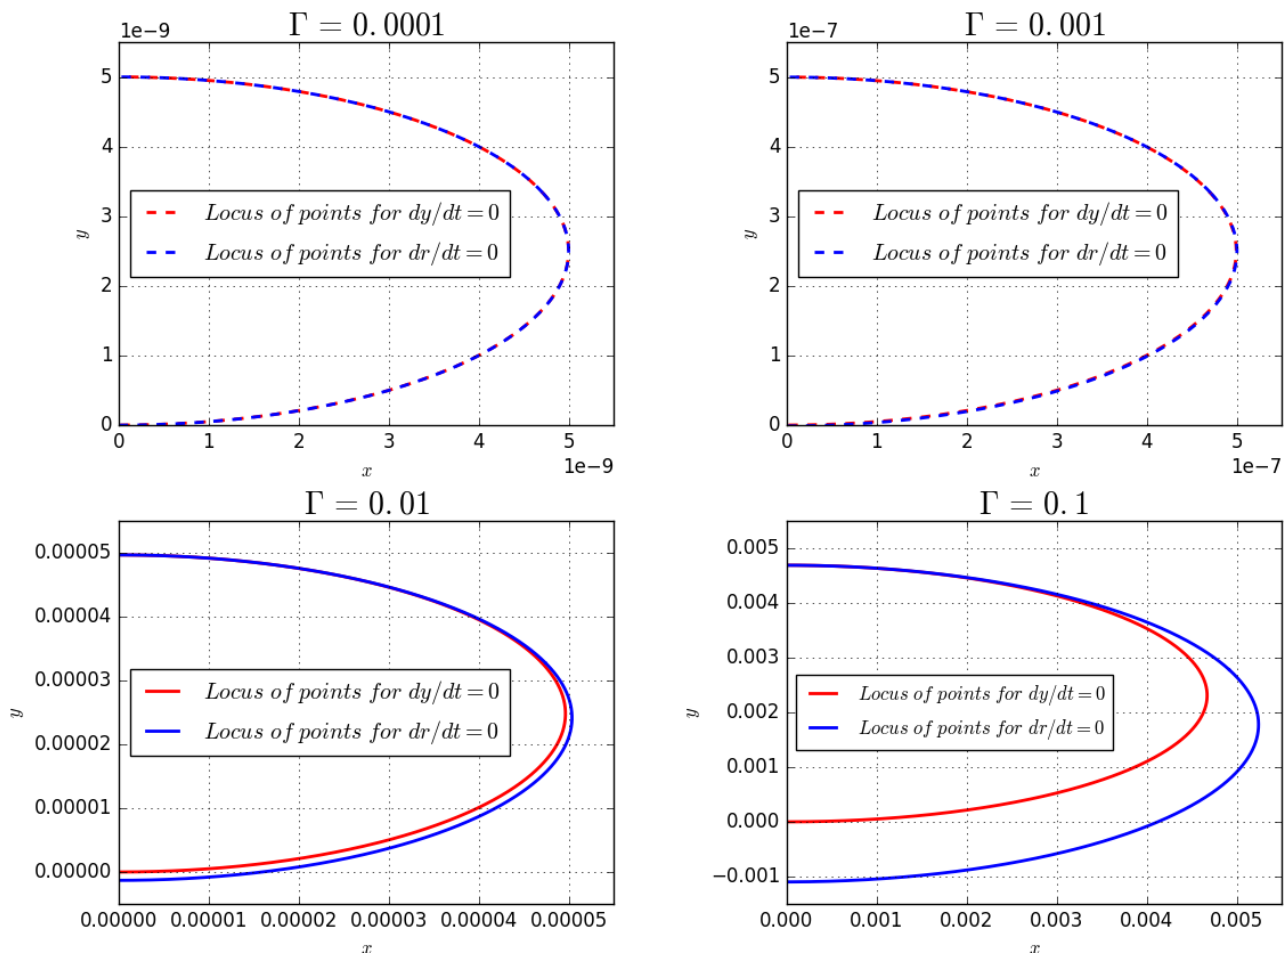 Γ = 0.0001
1e-9
5
4
3
2
1
0
y
Locus of points for dy/dt=0
Locus of points for dr/dt=0
0 1 2 3 4 5
1e-9
x
Γ = 0.001
1e-7
5
4
3
2
1
0
y
Locus of points for dy/dt=0
Locus of points for dr/dt=0
0 1 2 3 4 5
1e-7
x
Γ = 0.01
0.00005
0.00004
0.00003
0.00002
0.00001
0.00000
y
Locus of points for dy/dt=0
Locus of points for dr/dt=0
0.00000 0.00001 0.00002 0.00003 0.00004 0.00005
x
Γ = 0.1
0.005
0.004
0.003
0.002
0.001
0.000
−0.001
y
Locus of points for dy/dt=0
Locus of points for dr/dt=0
0.000 0.001 0.002 0.003 0.004 0.005
x